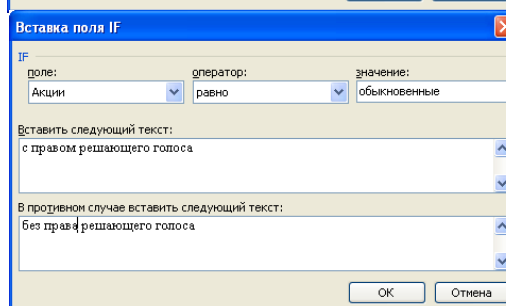 Вставка поля IF
IF
поле: оператор: значение:
Акции равно обыкновенные
Вставить следующий текст:
с правом решающего голоса
В противном случае вставить следующий текст:
без права решающего голоса
ОК Отмена